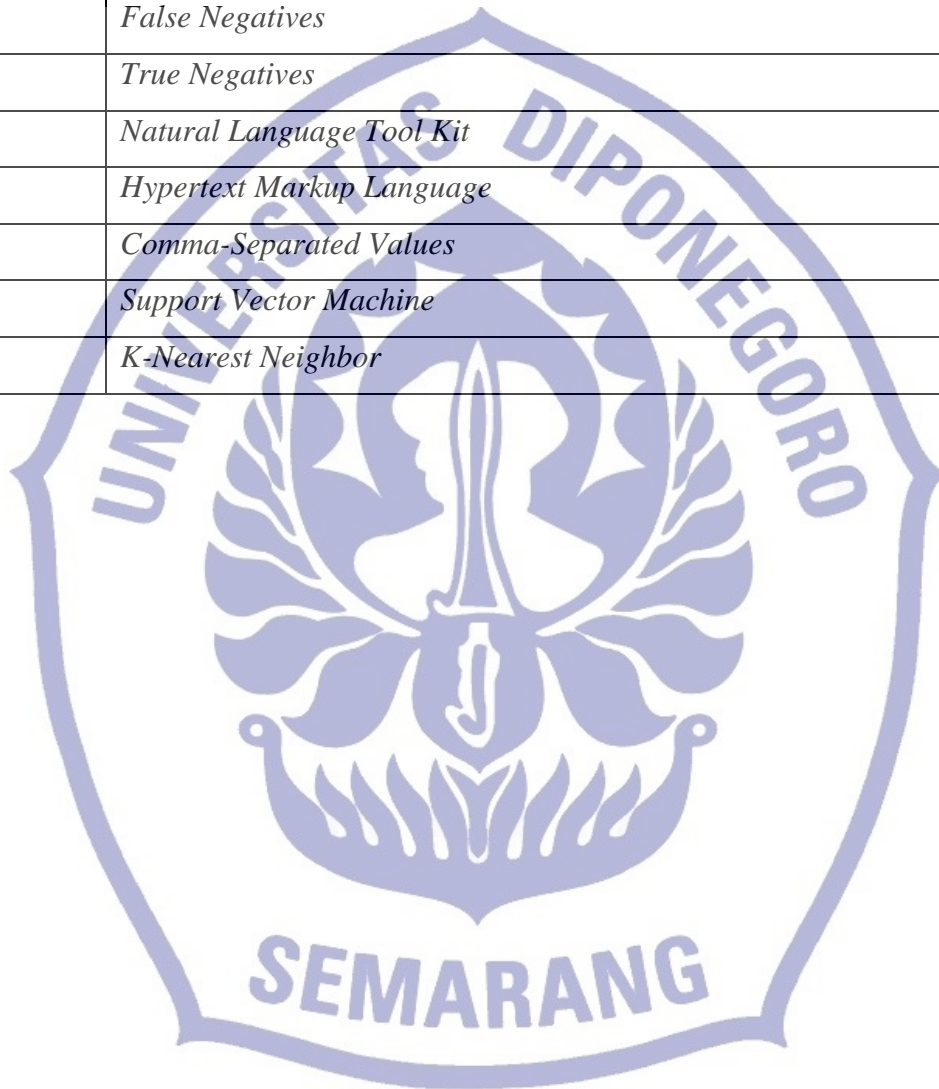 False Negatives
True Negatives
Natural Language Tool Kit
Hypertext Markup Language
Comma-Separated Values
Support Vector Machine
K-Nearest Neighbor
UNIVERSITAS DIPONEGORO
SEMARANG